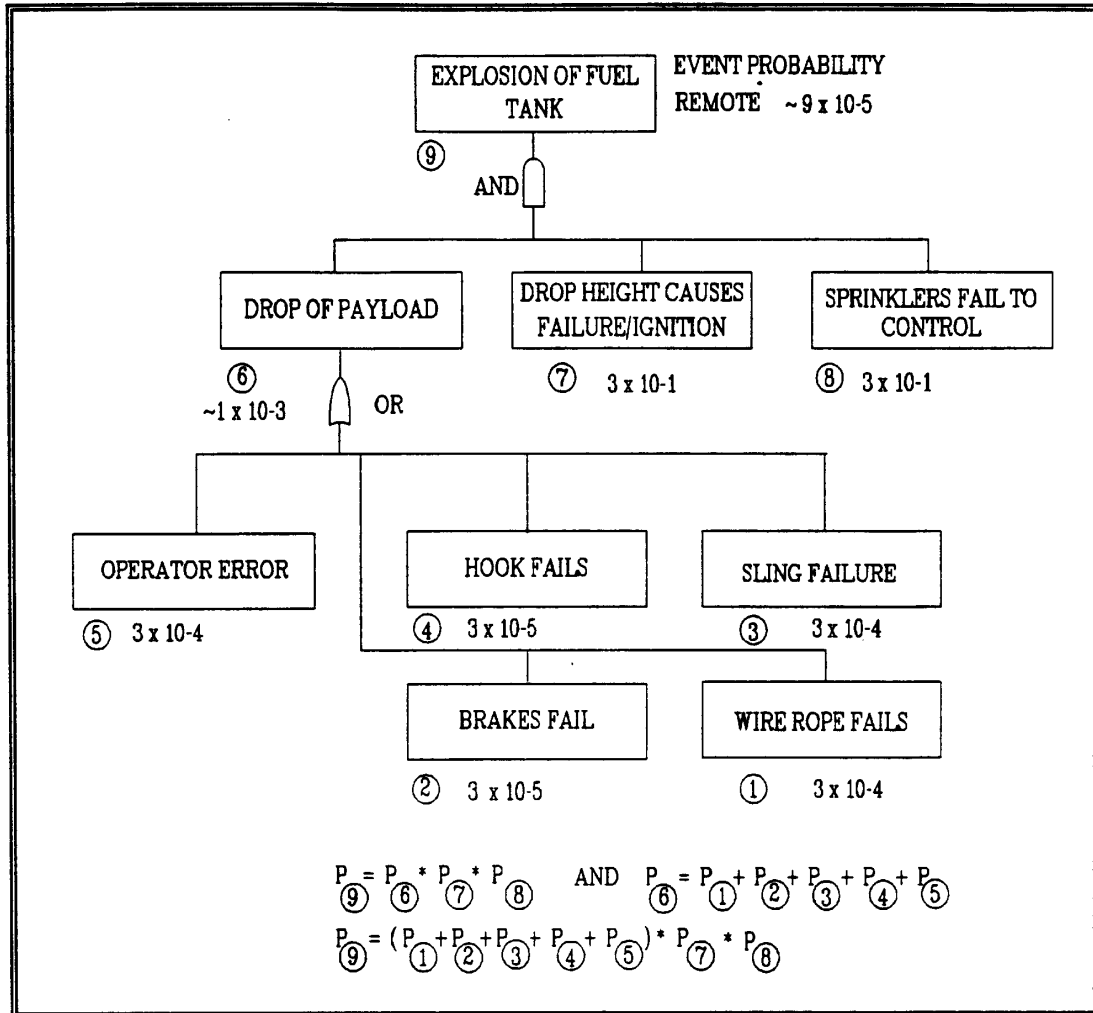 EXPLOSION OF FUEL
TANK
EVENT PROBABILITY
REMOTE ~ 9 x 10-5
⑨
AND
DROP OF PAYLOAD
DROP HEIGHT CAUSES
FAILURE/IGNITION
SPRINKLERS FAIL TO
CONTROL
⑥
~1 x 10-3
OR
⑦ 3 x 10-1
⑧ 3 x 10-1
OPERATOR ERROR
HOOK FAILS
SLING FAILURE
⑤ 3 x 10-4
④ 3 x 10-5
③ 3 x 10-4
BRAKES FAIL
WIRE ROPE FAILS
② 3 x 10-5
① 3 x 10-4
P⑨ = P⑥ * P⑦ * P⑧ AND P⑥ = P① + P② + P③ + P④ + P⑤
P⑨ = (P① + P② + P③ + P④ + P⑤) * P⑦ * P⑧